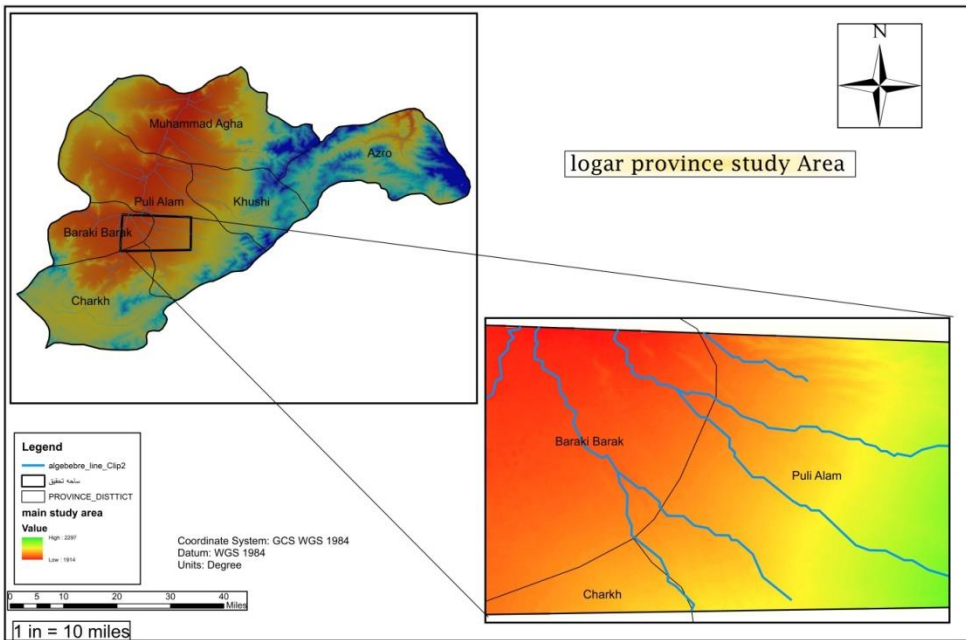 N
logar province study Area
Muhammad Agha
Azro
Puli Alam
Khushi
Baraki Barak
Charkh
Baraki Barak
Puli Alam
Charkh
Legend
algebebre_line_Clip2
ساحه تحقیق
PROVINCE_DISTTICT
main study area
Value
High : 2297
Low : 1914
Coordinate System: GCS WGS 1984
Datum: WGS 1984
Units: Degree
0 5 10 20 30 40
Miles
1 in = 10 miles